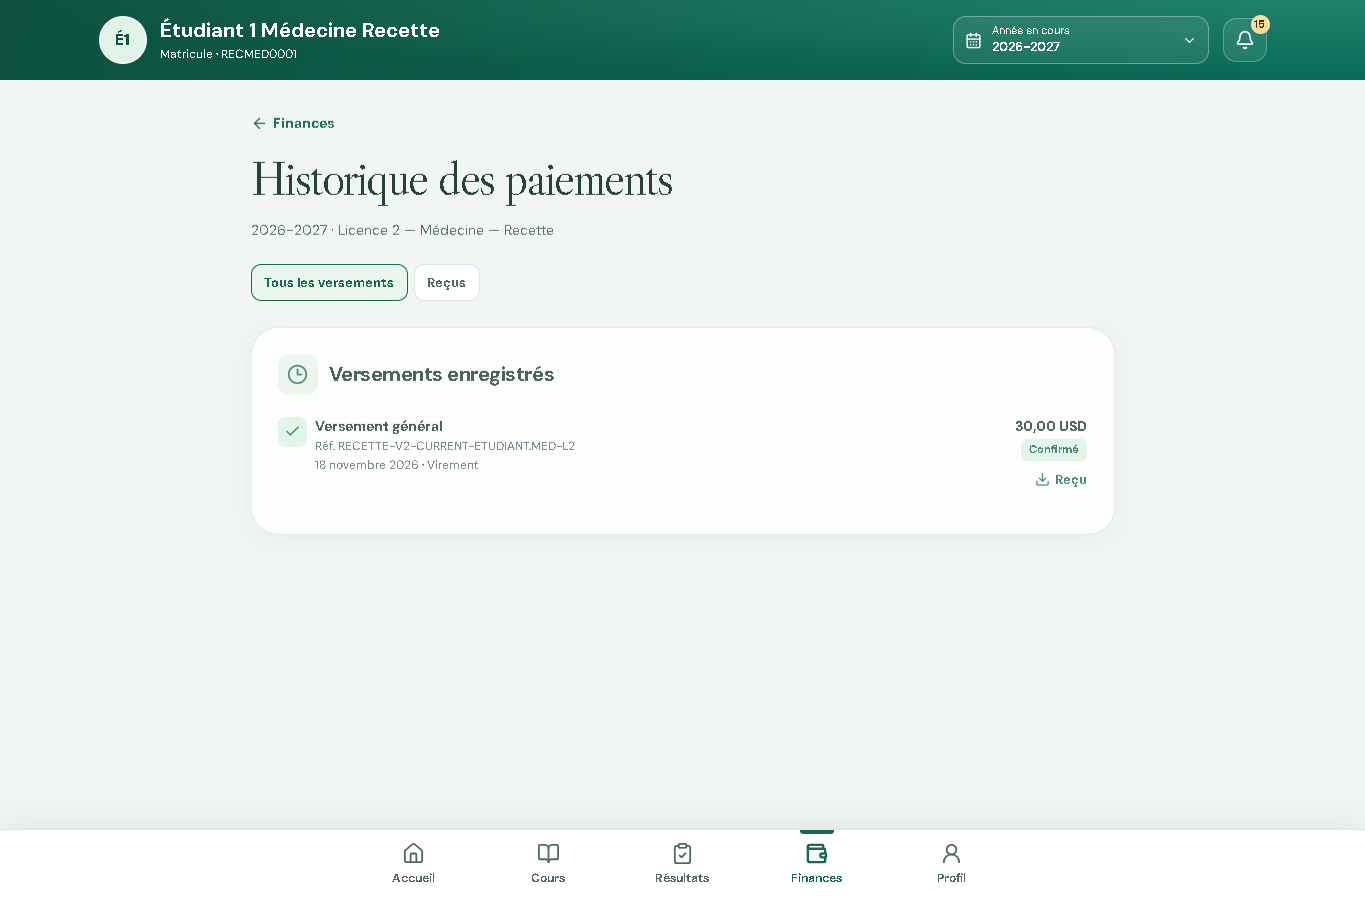 É1
Étudiant 1 Médecine Recette
Matricule · RECMED0001
Année en cours
2026-2027
15
Finances
Historique des paiements
2026-2027 · Licence 2 — Médecine — Recette
Tous les versements
Reçus
Versements enregistrés
Versement général
30,00 USD
Réf. RECETTE-V2-CURRENT-ETUDIANT.MED-L2
Confirmé
18 novembre 2026 · Virement
Reçu
Accueil
Cours
Résultats
Finances
Profil